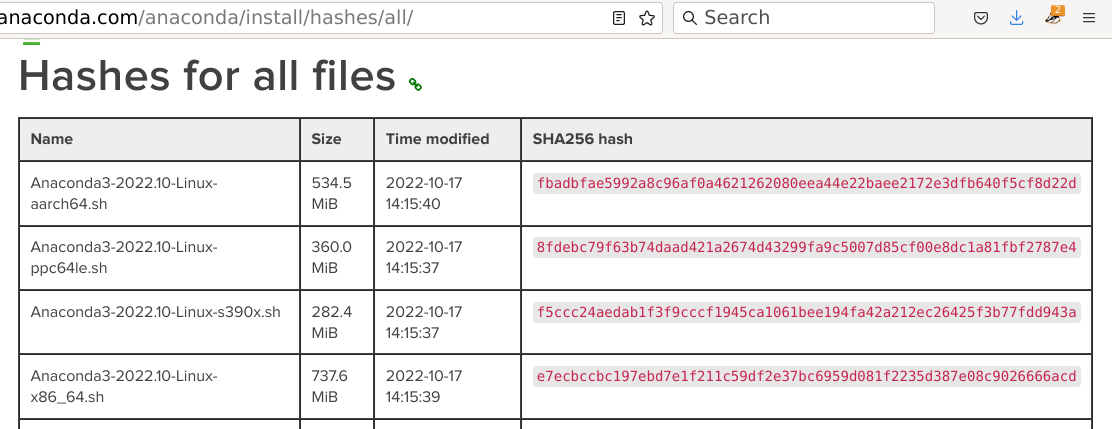 anaconda.com/anaconda/install/hashes/all/
Search
2
Hashes for all files
Name Size Time modified SHA256 hash
Anaconda3-2022.10-Linux- 534.5 2022-10-17 fbadbfae5992a8c96af0a4621262080eea44e22baee2172e3dfb640f5cf8d22d
aarch64.sh MiB 14:15:40
Anaconda3-2022.10-Linux- 360.0 2022-10-17 8fdebc79f63b74daad421a2674d43299fa9c5007d85cf00e8dc1a81fbf2787e4
ppc64le.sh MiB 14:15:37
Anaconda3-2022.10-Linux-s390x.sh 282.4 2022-10-17 f5ccc24aedab1f3f9cccf1945ca1061bee194fa42a212ec26425f3b77fdd943a
MiB 14:15:37
Anaconda3-2022.10-Linux- 737.6 2022-10-17 e7ecbccbc197ebd7e1f211c59df2e37bc6959d081f2235d387e08c9026666acd
x86_64.sh MiB 14:15:39